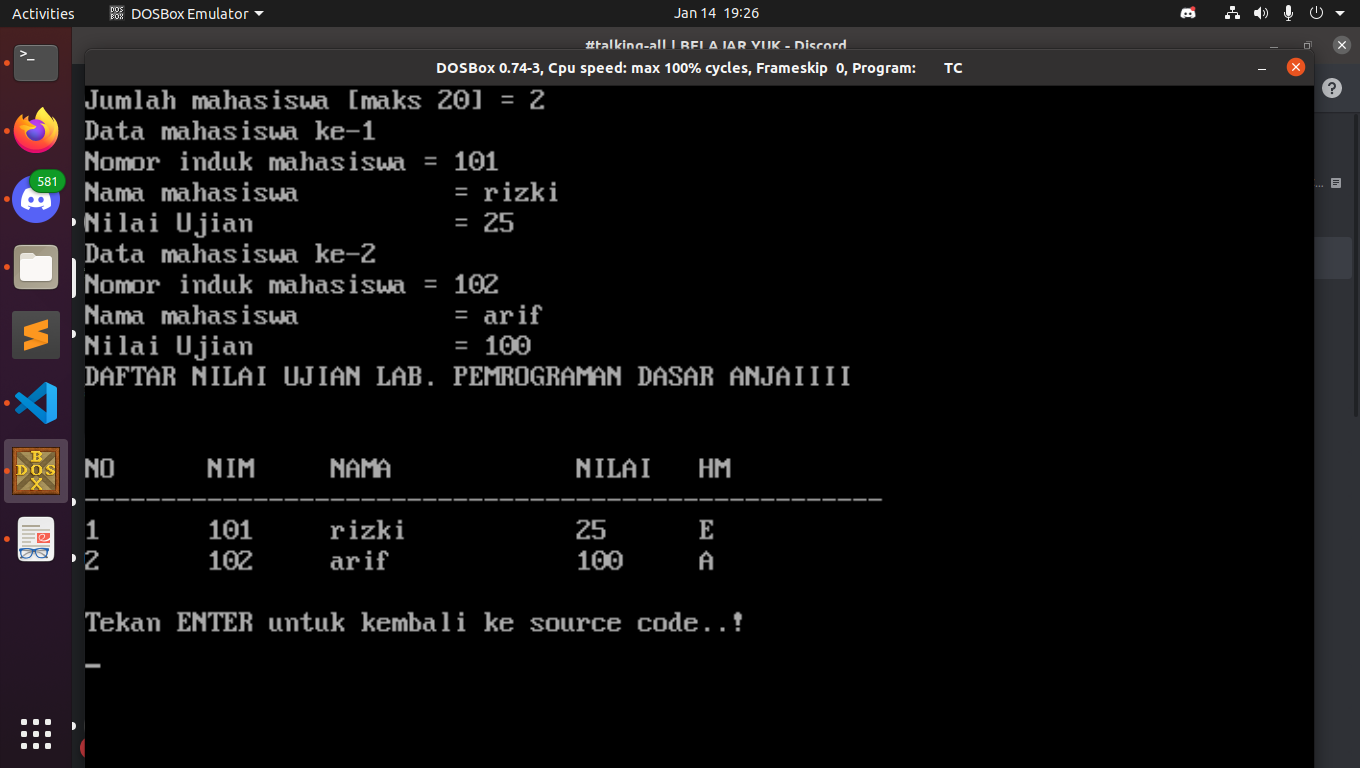 Activities DOSBox Emulator Jan 14 19:26
#talking-all | BELAJAR YUK - Discord
DOSBox 0.74-3, Cpu speed: max 100% cycles, Frameskip 0, Program: TC
581
Jumlah mahasiswa [maks 20] = 2
Data mahasiswa ke-1
Nomor induk mahasiswa = 101
Nama mahasiswa = rizki
Nilai Ujian = 25
Data mahasiswa ke-2
Nomor induk mahasiswa = 102
Nama mahasiswa = arif
Nilai Ujian = 100
DAFTAR NILAI UJIAN LAB. PEMROGRAMAN DASAR ANJAIIII
NO NIM NAMA NILAI HM
----------------------------------------------------
1 101 rizki 25 E
2 102 arif 100 A
Tekan ENTER untuk kembali ke source code..!
_